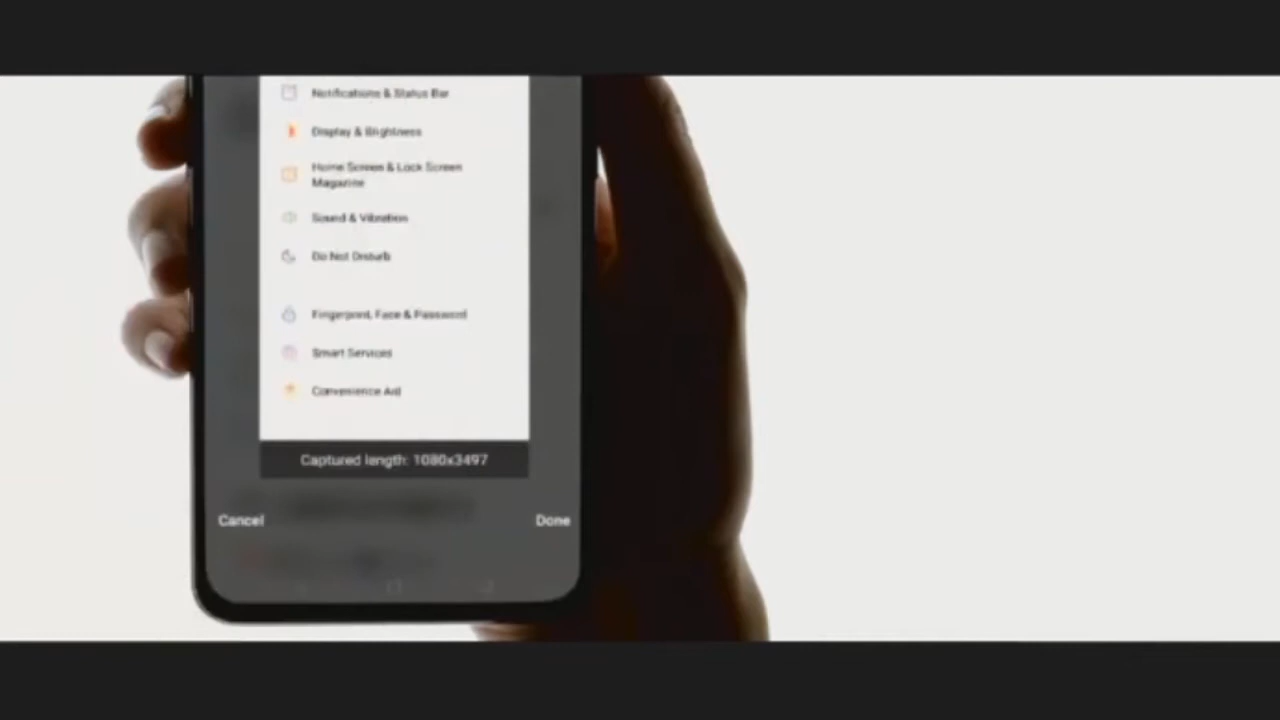 Notifications & Status Bar
Display & Brightness
Home Screen & Lock Screen
Magazine
Sound & Vibration
Do Not Disturb
Fingerprint, Face & Password
Smart Services
Convenience Aid
Captured length: 1080x3497
Cancel
Done